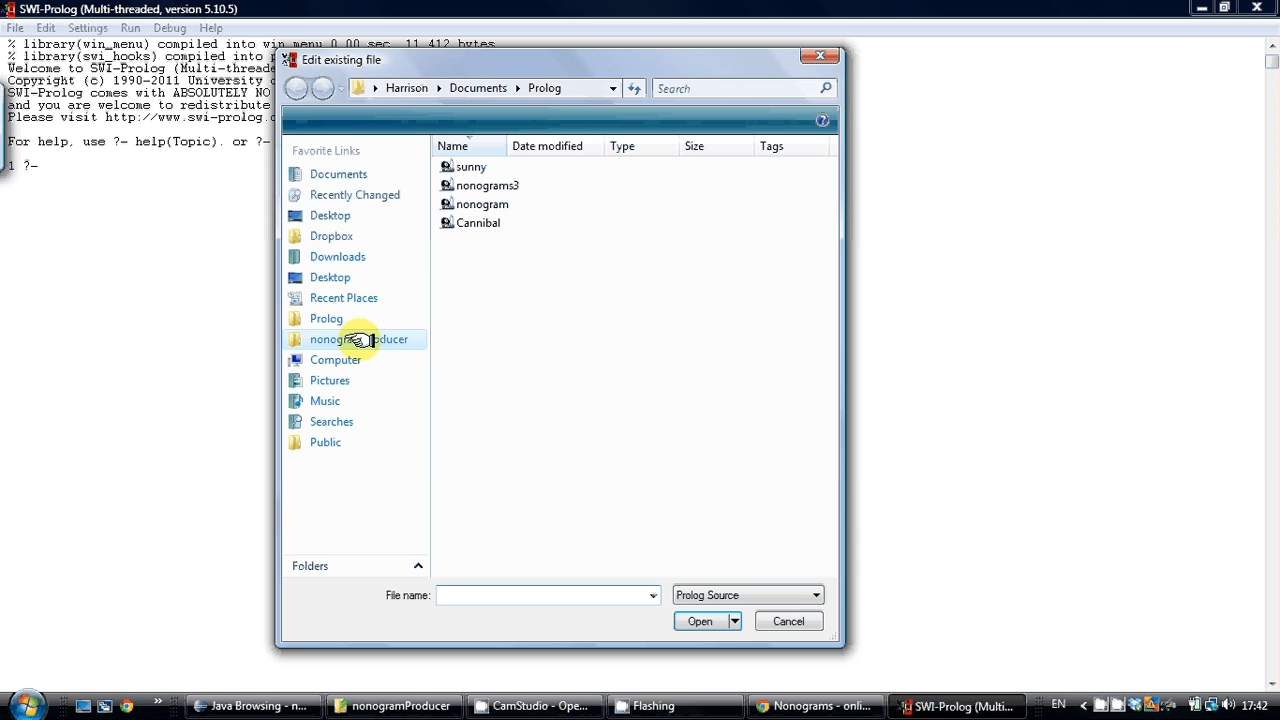 SWI-Prolog (Multi-threaded, version 5.10.5)
File Edit Settings Run Debug Help
% library(win_menu) compiled into win_menu 0.00 sec, 11,412 bytes
% library(swi_hooks) compiled into
Welcome to SWI-Prolog (Multi-threade
Copyright (c) 1990-2011 University
SWI-Prolog comes with ABSOLUTELY NO
and you are welcome to redistribute
Please visit http://www.swi-prolog.
For help, use ?- help(Topic). or ?-
1 ?-
Edit existing file
Harrison Documents Prolog
Search
Favorite Links
Documents
Recently Changed
Desktop
Dropbox
Downloads
Desktop
Recent Places
Prolog
nonogramProducer
Computer
Pictures
Music
Searches
Public
Folders
Name Date modified Type Size Tags
sunny
nonograms3
nonogram
Cannibal
File name:
Prolog Source
Open Cancel
Java Browsing - n... nonogramProducer CamStudio - Ope... Flashing Nonograms - onli... SWI-Prolog (Multi... EN 17:42